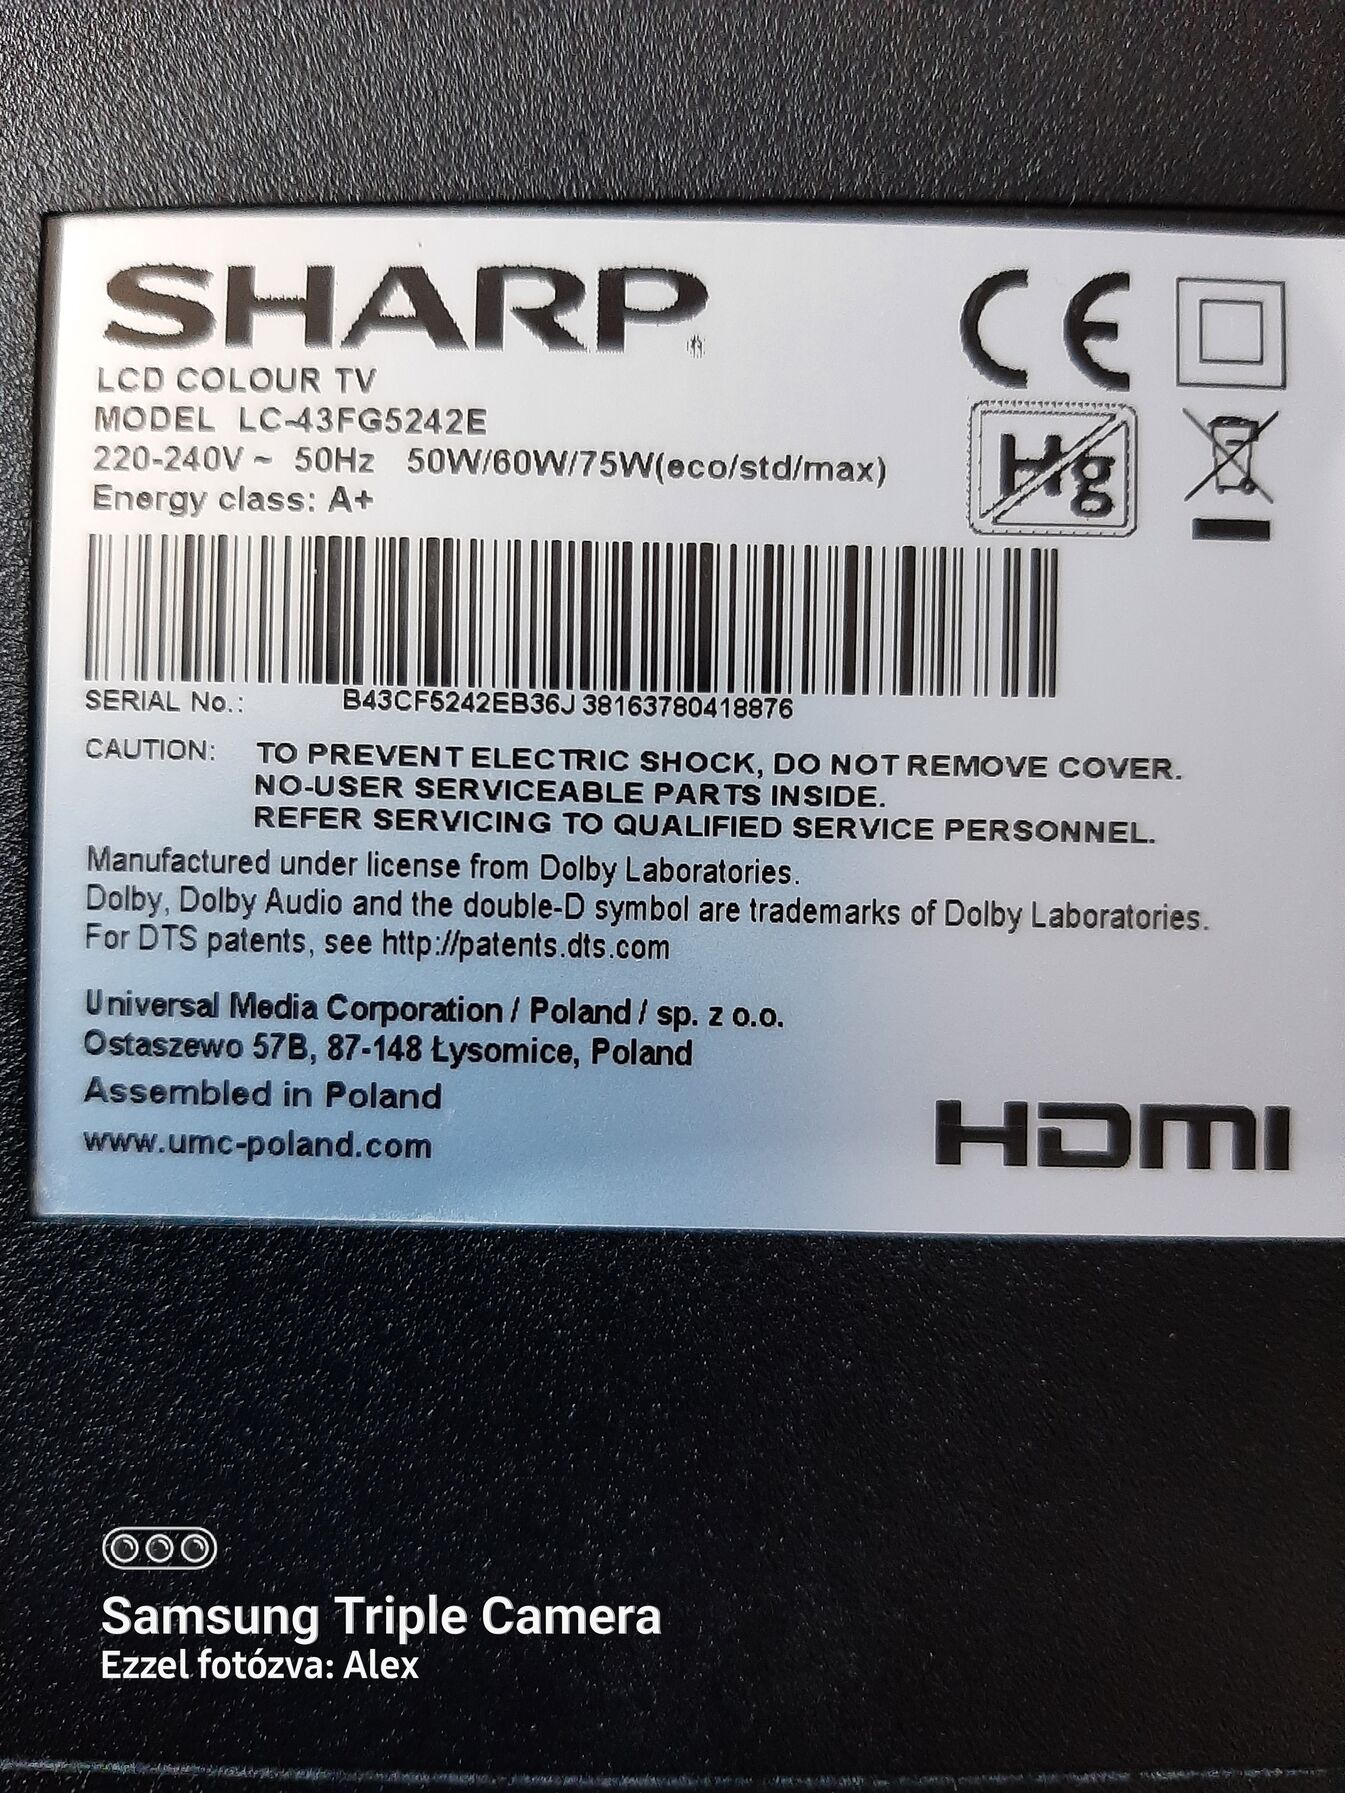 SHARP
LCD COLOUR TV
MODEL LC-43FG5242E
220-240V ~ 50Hz 50W/60W/75W(eco/std/max)
Energy class: A+
CE
Hg
SERIAL No.: B43CF5242EB36J 38163780418876
CAUTION: TO PREVENT ELECTRIC SHOCK, DO NOT REMOVE COVER.
NO-USER SERVICEABLE PARTS INSIDE.
REFER SERVICING TO QUALIFIED SERVICE PERSONNEL.
Manufactured under license from Dolby Laboratories.
Dolby, Dolby Audio and the double-D symbol are trademarks of Dolby Laboratories.
For DTS patents, see http://patents.dts.com
Universal Media Corporation / Poland / sp. z o.o.
Ostaszewo 57B, 87-148 Łysomice, Poland
Assembled in Poland
www.umc-poland.com
HDMI
Samsung Triple Camera
Ezzel fotózva: Alex